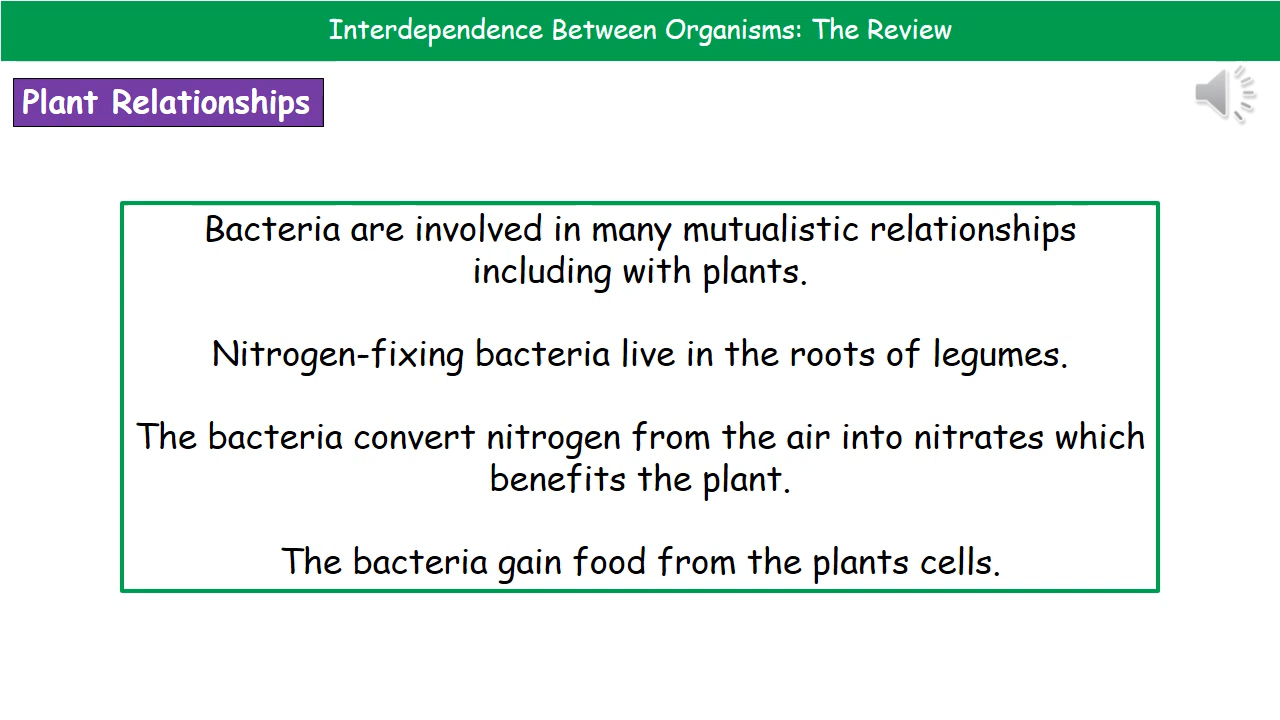 Interdependence Between Organisms: The Review
Plant Relationships
Bacteria are involved in many mutualistic relationships
including with plants.
Nitrogen-fixing bacteria live in the roots of legumes.
The bacteria convert nitrogen from the air into nitrates which
benefits the plant.
The bacteria gain food from the plants cells.